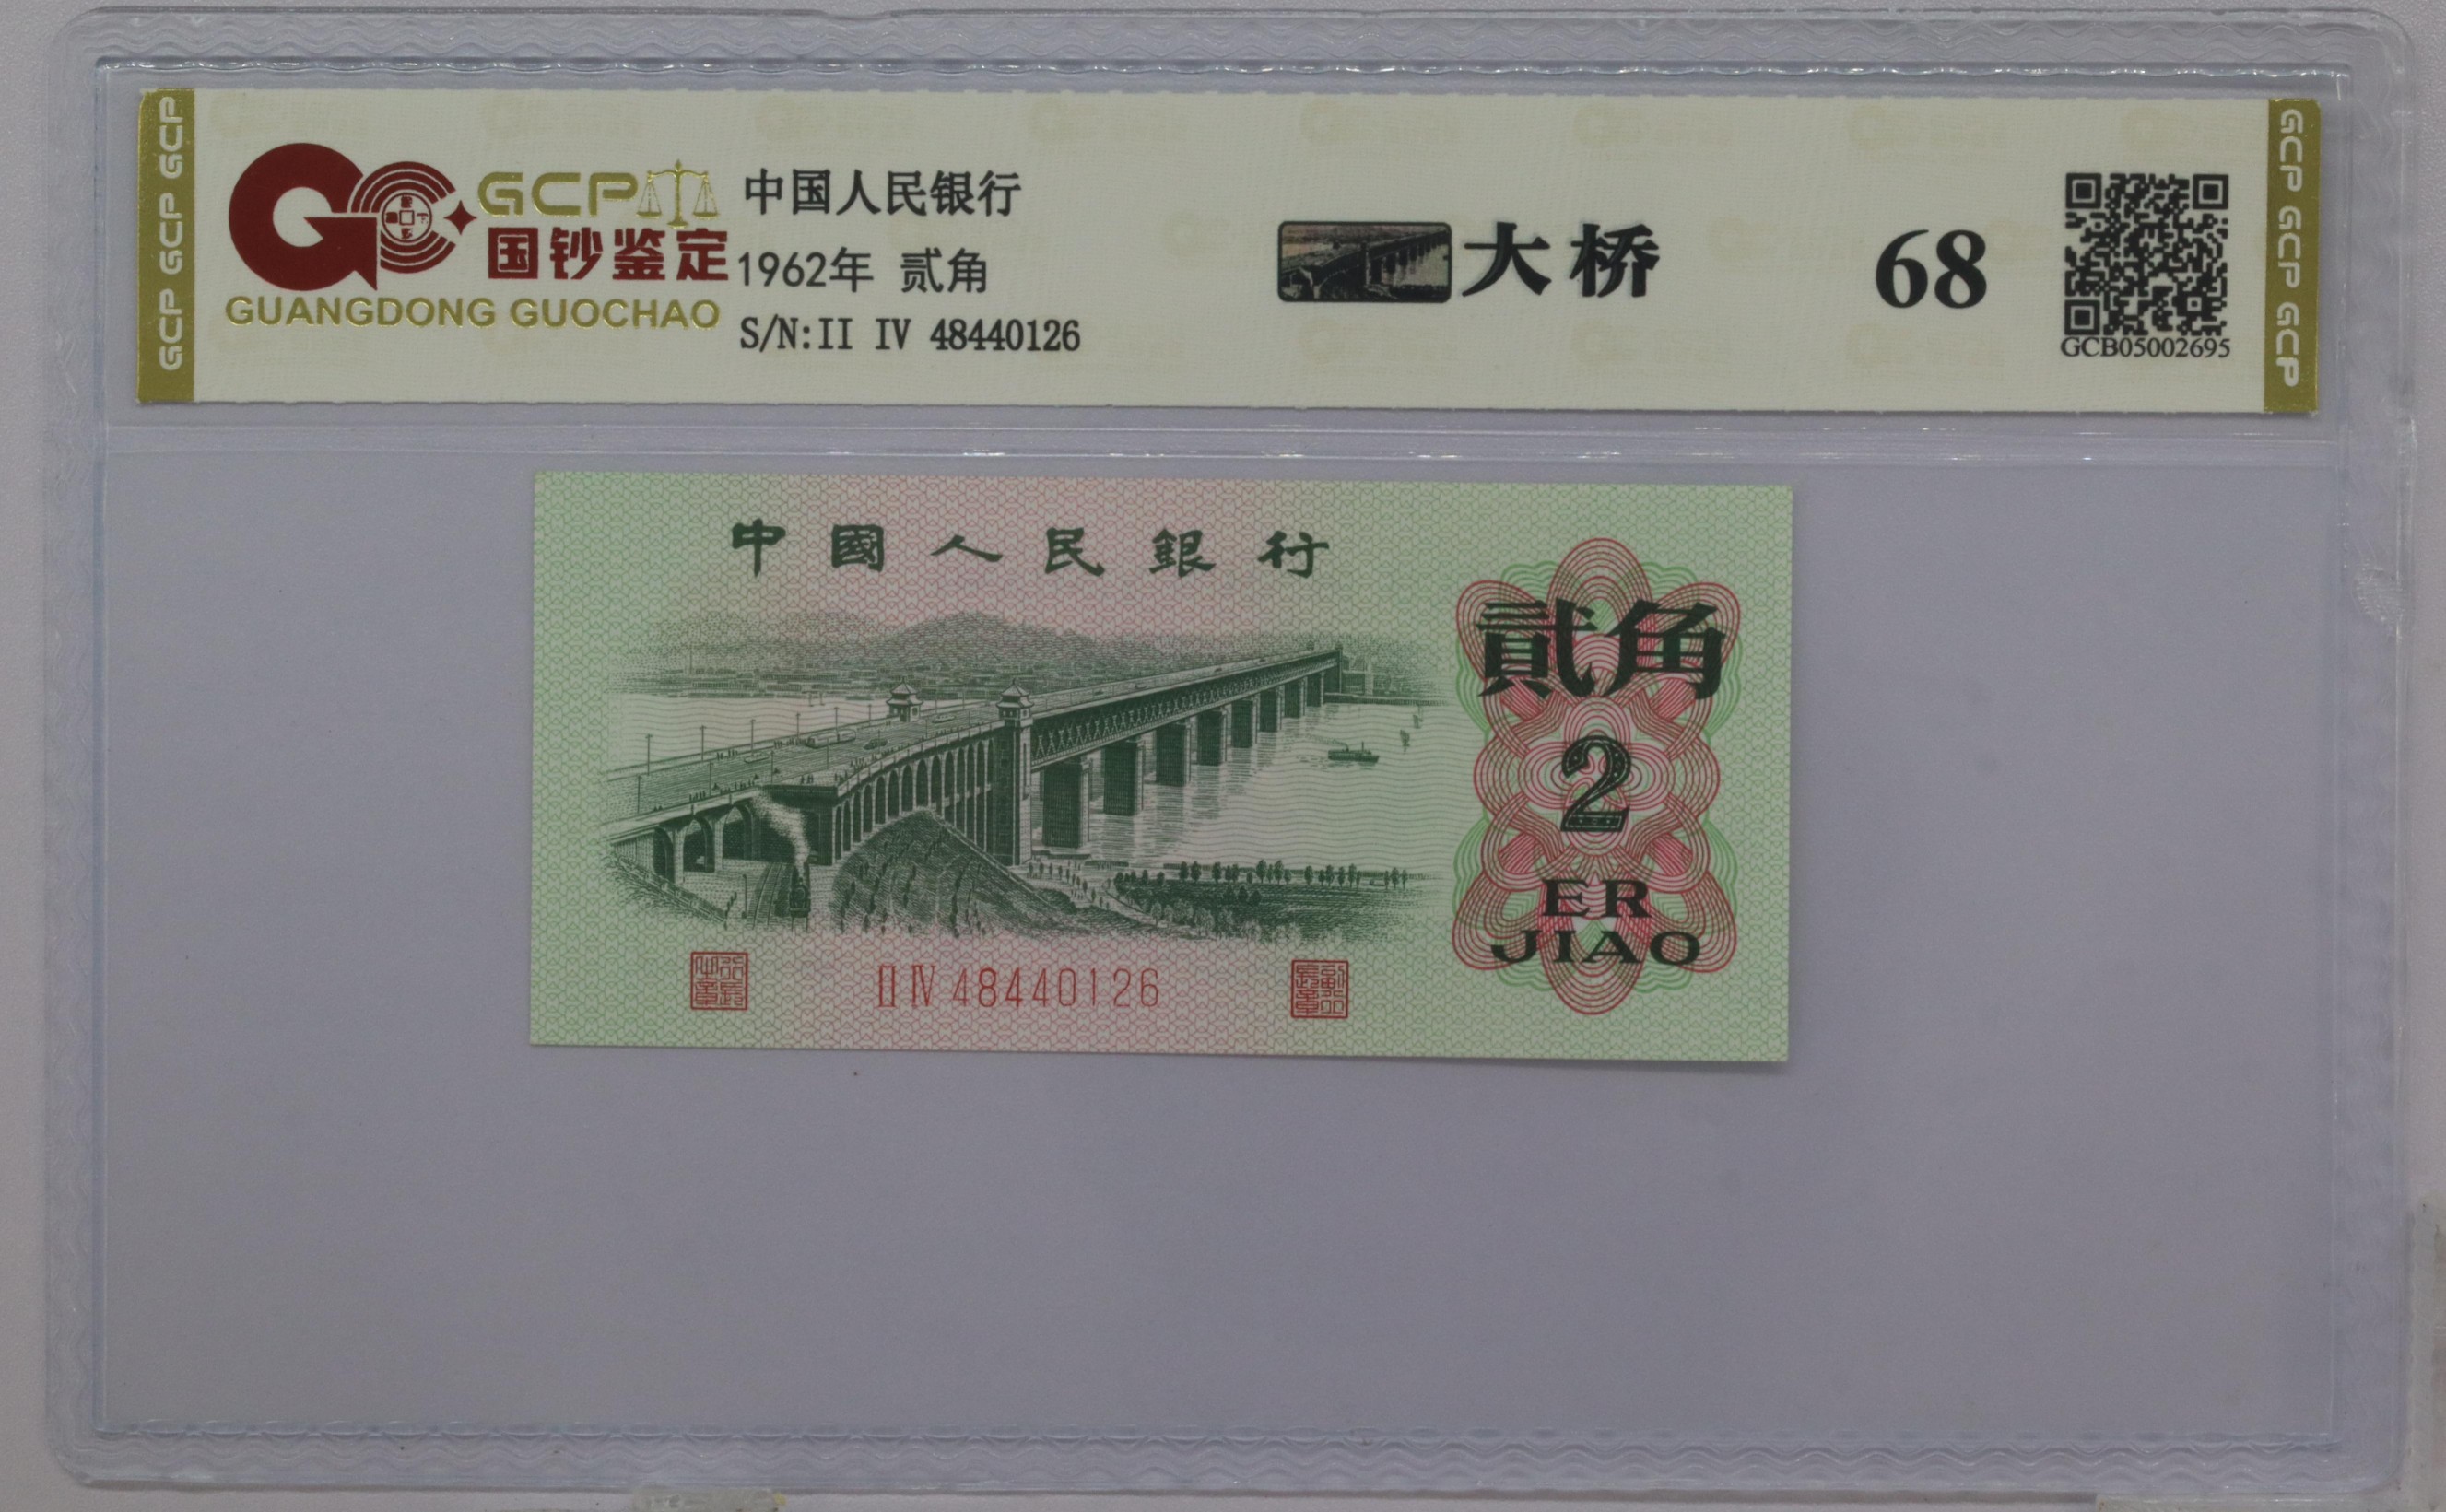 GCP GCP GCP
GCP
国钞鉴定
GUANGDONG GUOCHAO
中国人民银行
1962年 贰角
S/N:II IV 48440126
大桥
68
GCB05002695
GCP GCP GCP
中國人民銀行
貳角
2
ER
JIAO
II IV 48440126